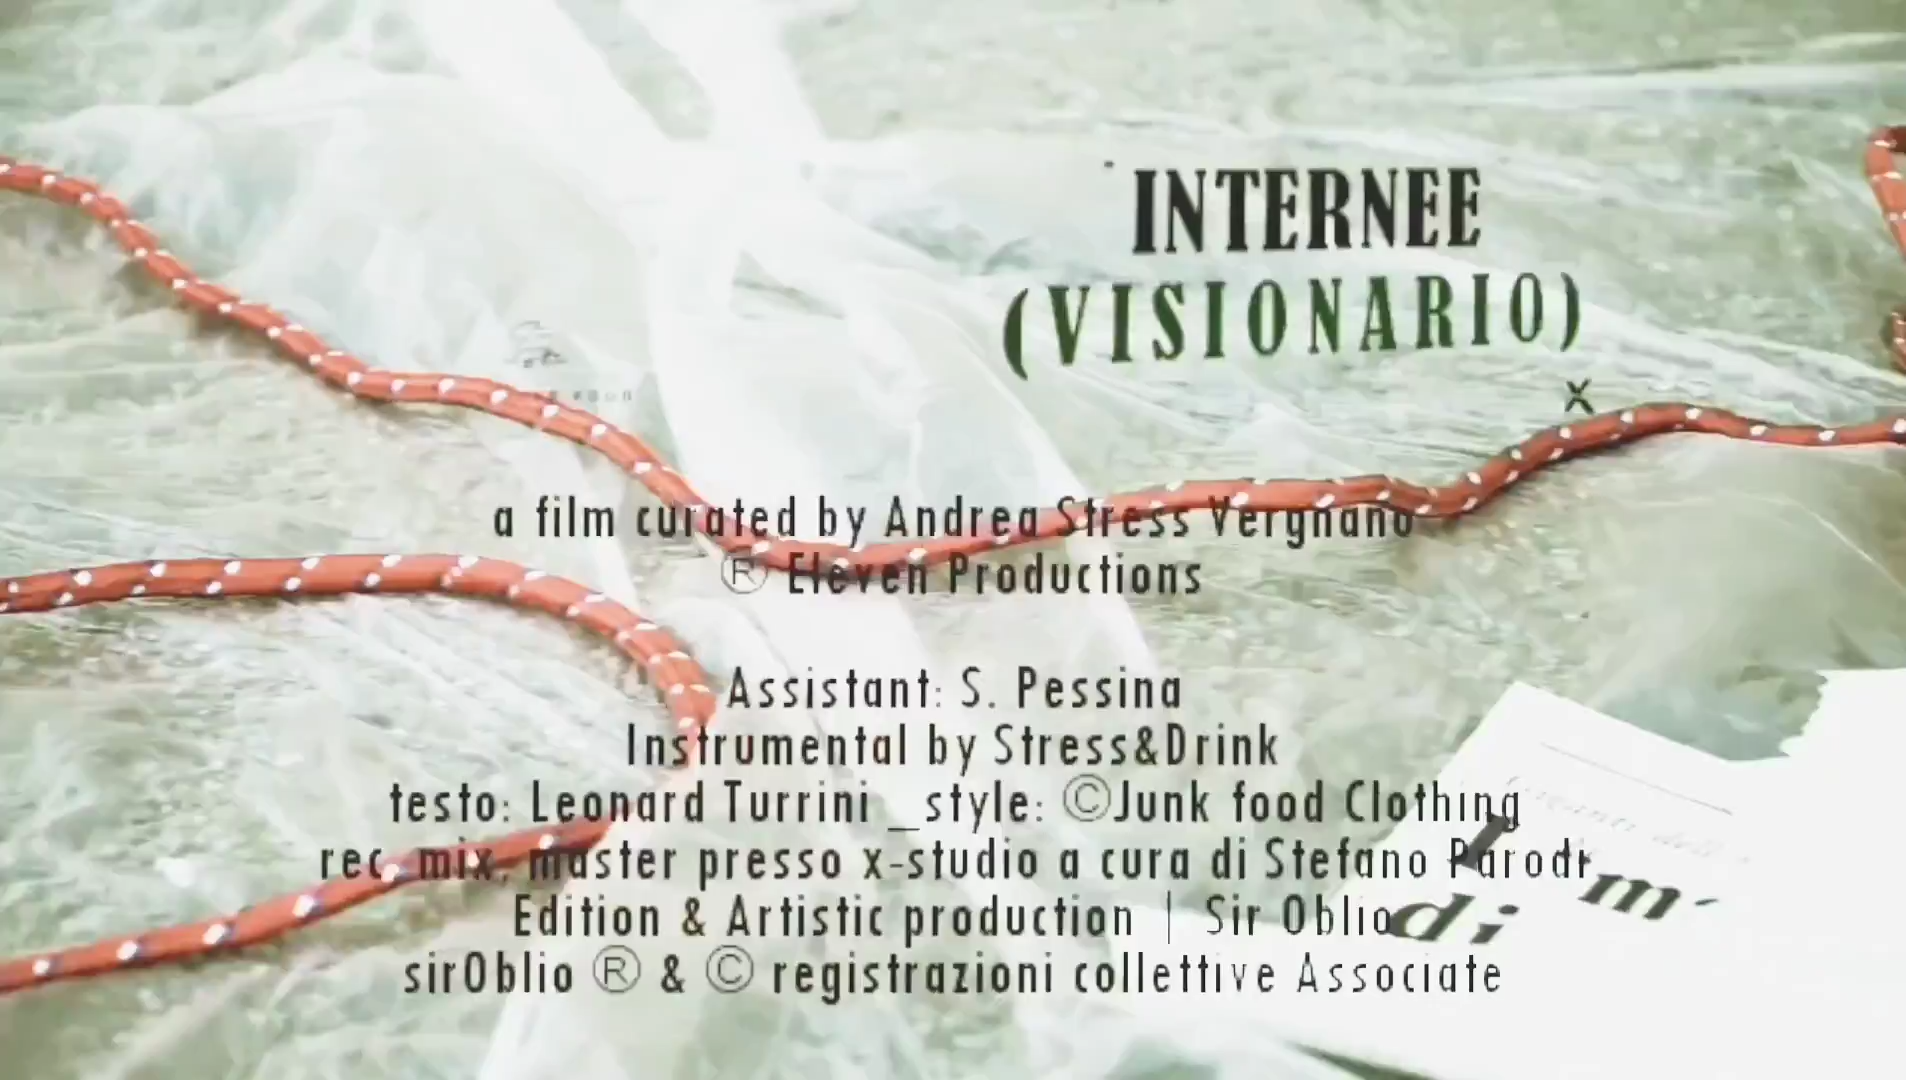 INTERNEE
(VISIONARIO)
x
a film curated by Andrea Stress Vergnano
® Eleven Productions
Assistant: S. Pessina
Instrumental by Stress&Drink
testo: Leonard Turrini _style: ©Junk food Clothing
rec, mix, master presso x-studio a cura di Stefano Parodi
Edition & Artistic production | Sir Oblio
sirOblio ® & © registrazioni collettive Associate
di